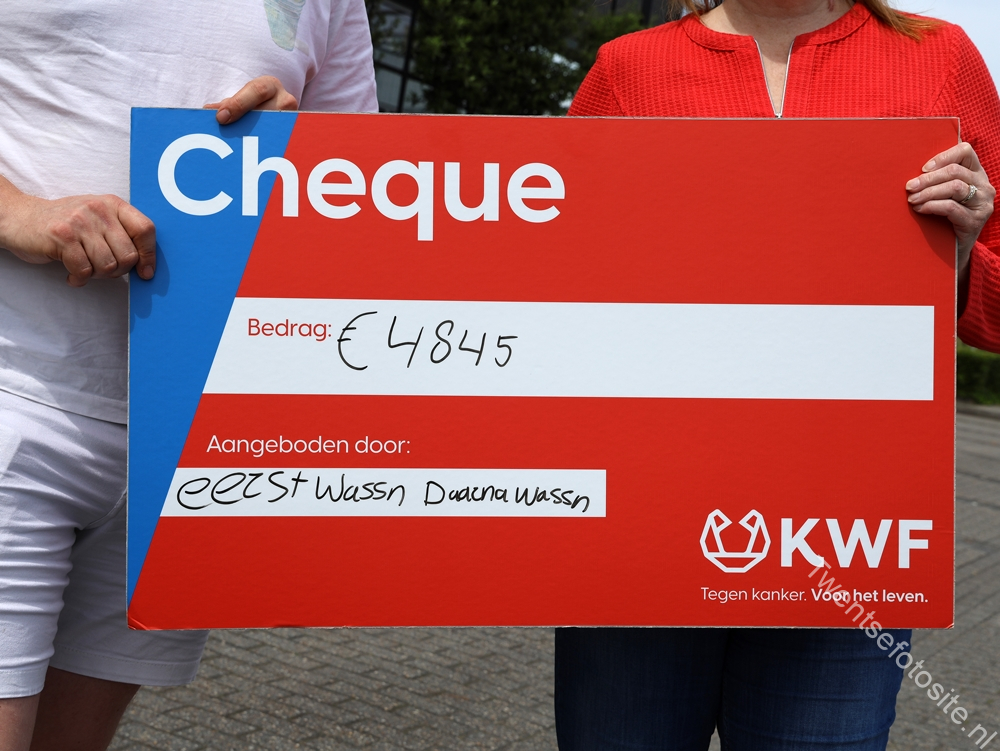 Cheque
Bedrag: € 4845
Aangeboden door:
eerst wassn Daarna wassn
KWF
Tegen kanker. Voor het leven.
Twentsefotosite.nl